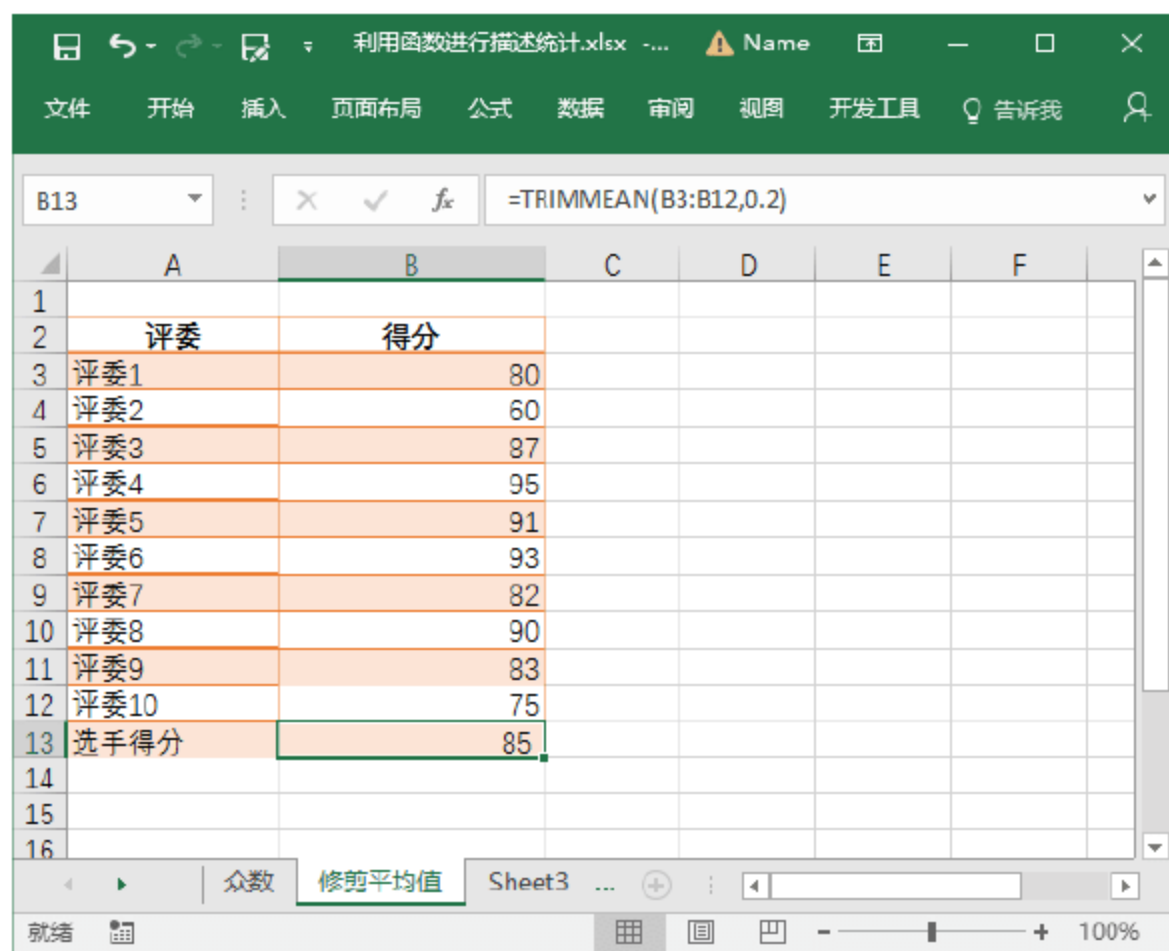 利用函数进行描述统计.xlsx -... Name
文件 开始 插入 页面布局 公式 数据 审阅 视图 开发工具 告诉我
B13 fx =TRIMMEAN(B3:B12,0.2)
A B C D E F
1
2 评委 得分
3 评委1 80
4 评委2 60
5 评委3 87
6 评委4 95
7 评委5 91
8 评委6 93
9 评委7 82
10 评委8 90
11 评委9 83
12 评委10 75
13 选手得分 85
14
15
16
众数 修剪平均值 Sheet3 ...
就绪 100%